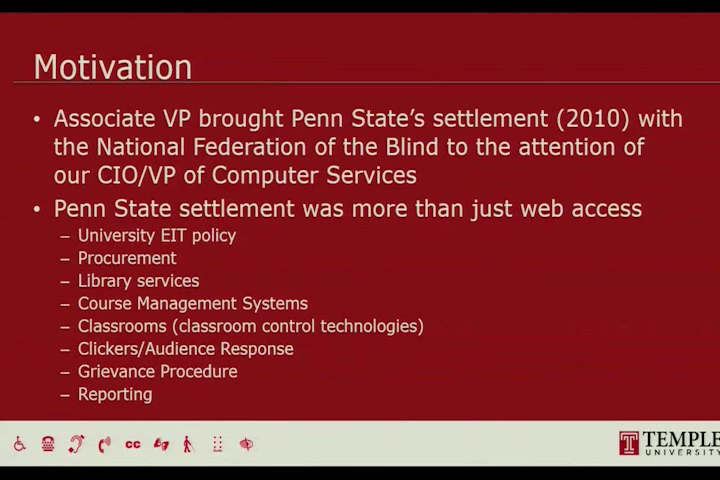 Motivation
• Associate VP brought Penn State's settlement (2010) with
the National Federation of the Blind to the attention of
our CIO/VP of Computer Services
• Penn State settlement was more than just web access
– University EIT policy
– Procurement
– Library services
– Course Management Systems
– Classrooms (classroom control technologies)
– Clickers/Audience Response
– Grievance Procedure
– Reporting
CC
T TEMPLE
UNIVERSITY